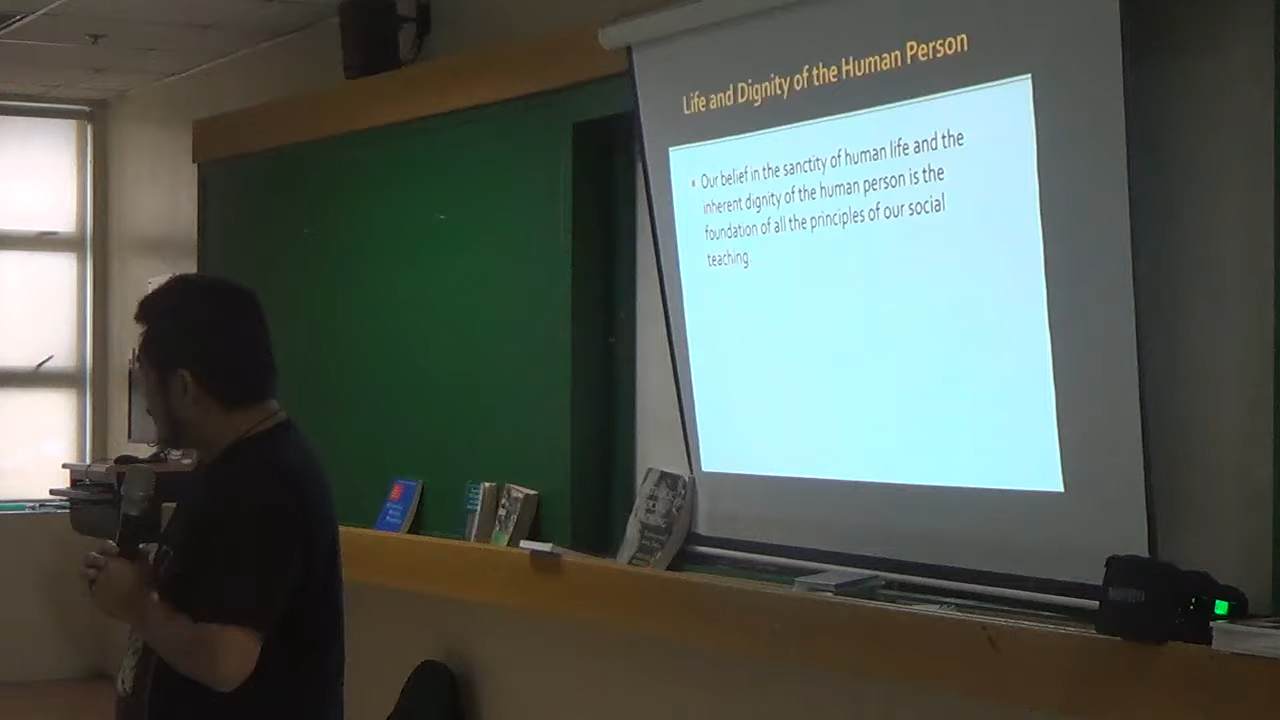 Life and Dignity of the Human Person
▪ Our belief in the sanctity of human life and the
inherent dignity of the human person is the
foundation of all the principles of our social
teaching.